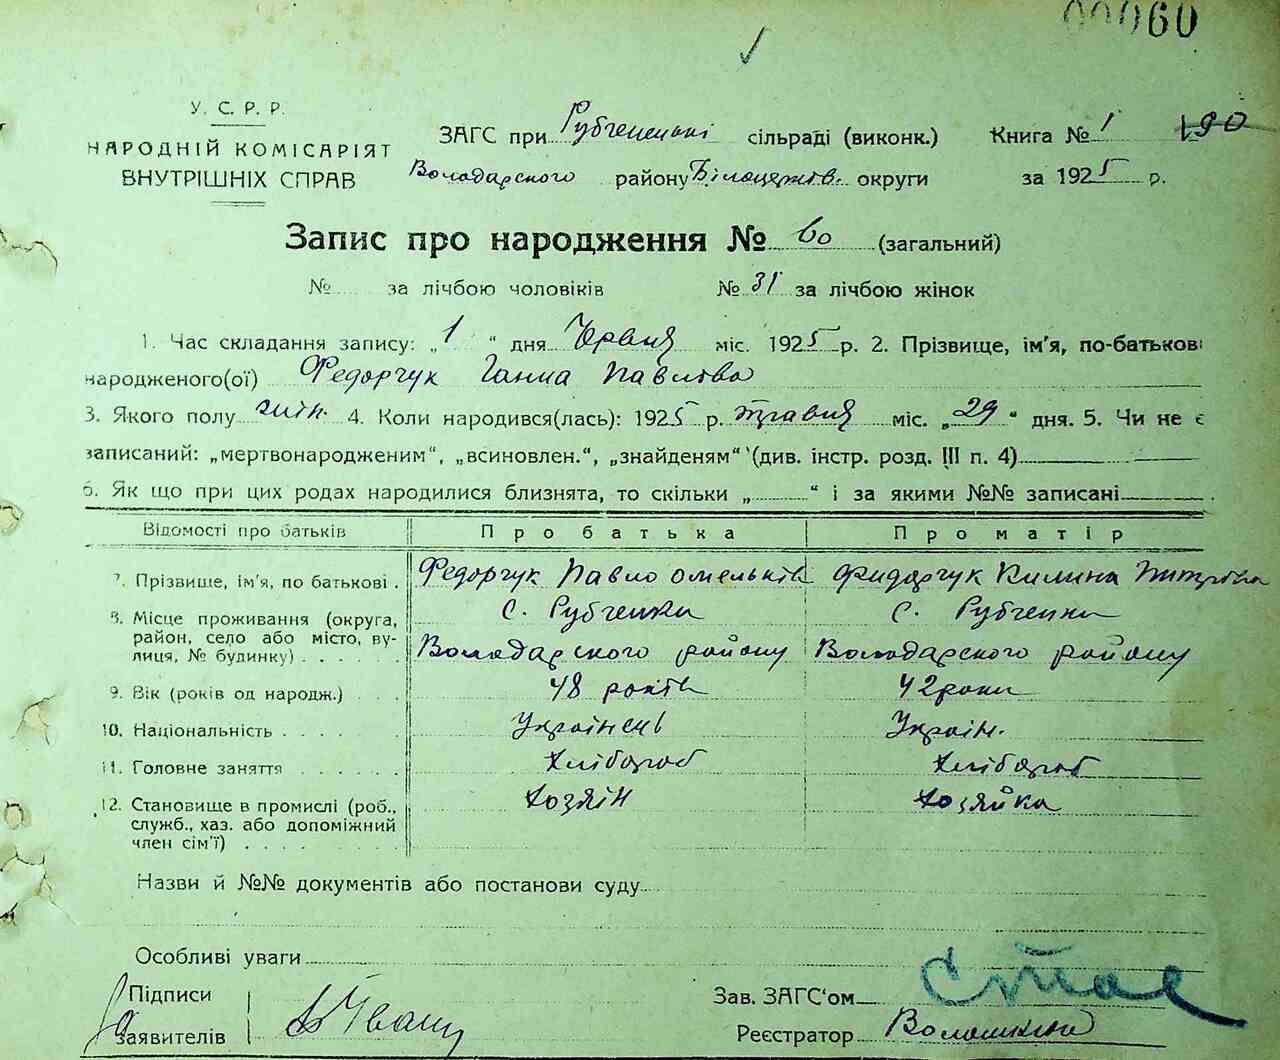 00060
У. С. Р. Р.
НАРОДНІЙ КОМІСАРІЯТ
ВНУТРІШНІХ СПРАВ
ЗАГС при Рубченській сільраді (виконк.) Книга № 1 190
Володарского району Білоцерків. округи за 1925 р.
Запис про народження № 60 (загальний)
№ за лічбою чоловіків № 31 за лічбою жінок
1. Час складання запису: „1“ дня Червня міс. 1925 р. 2. Прізвище, ім'я, по-батькові
народженого(ої) Федорчук Ганна Павлова
3. Якого полу жін. 4. Коли народився(лась): 1925 р. травня міс. „29“ дня. 5. Чи не є
записаний: „мертвонародженим“, „всиновлен.“, „знайденям“ (див. інстр. розд. III п. 4)
6. Як що при цих родах народилися близнята, то скільки „ “ і за якими №№ записані
Відомості про батьків Про батька Про матір
7. Прізвище, ім'я, по батькові. Федорчук Павло Омельків Фидорчук Килина
8. Місце проживання (округа, с. Рубченки с. Рубченки
район, село або місто, ву-
лиця, № будинку) Володарского району Володарского району
9. Вік (років од народж.) 48 років 42 роки
10. Національність Українець Україн.
11. Головне заняття Хлібороб Хлібороб
12. Становище в промислі (роб., Хозяін Хозяйка
служб., хаз. або допоміжний
член сім'ї)
Назви й №№ документів або постанови суду
Особливі уваги
Підписи
заявителів
Зав. ЗАГС'ом
Реєстратор